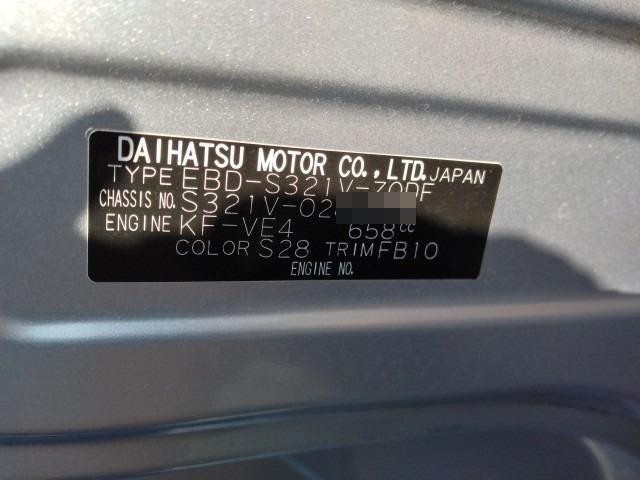 DAIHATSU MOTOR CO.,LTD. JAPAN
TYPE EBD-S321V-ZQDF
CHASSIS NO. S321V-02
ENGINE KF-VE4 658cc
COLOR S28 TRIM FB10
ENGINE NO.